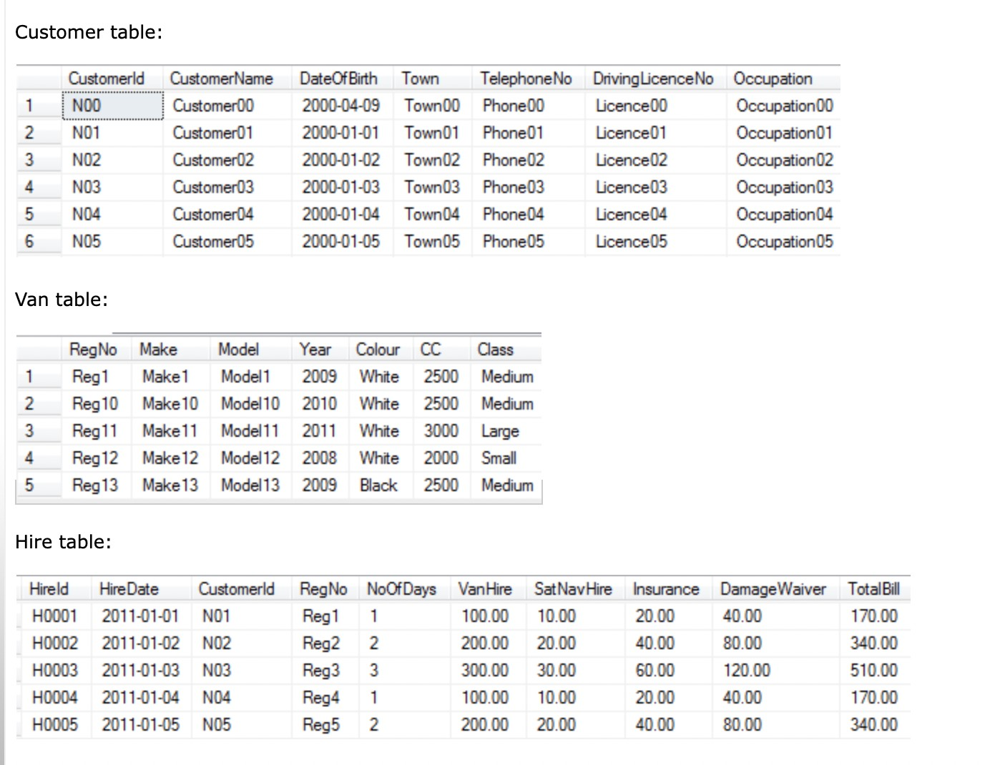 Customer table:
CustomerId CustomerName DateOfBirth Town TelephoneNo DrivingLicenceNo Occupation
1 N00 Customer00 2000-04-09 Town00 Phone00 Licence00 Occupation00
2 N01 Customer01 2000-01-01 Town01 Phone01 Licence01 Occupation01
3 N02 Customer02 2000-01-02 Town02 Phone02 Licence02 Occupation02
4 N03 Customer03 2000-01-03 Town03 Phone03 Licence03 Occupation03
5 N04 Customer04 2000-01-04 Town04 Phone04 Licence04 Occupation04
6 N05 Customer05 2000-01-05 Town05 Phone05 Licence05 Occupation05
Van table:
RegNo Make Model Year Colour CC Class
1 Reg1 Make1 Model1 2009 White 2500 Medium
2 Reg10 Make10 Model10 2010 White 2500 Medium
3 Reg11 Make11 Model11 2011 White 3000 Large
4 Reg12 Make12 Model12 2008 White 2000 Small
5 Reg13 Make13 Model13 2009 Black 2500 Medium
Hire table:
HireId HireDate CustomerId RegNo NoOfDays VanHire SatNavHire Insurance DamageWaiver TotalBill
H0001 2011-01-01 N01 Reg1 1 100.00 10.00 20.00 40.00 170.00
H0002 2011-01-02 N02 Reg2 2 200.00 20.00 40.00 80.00 340.00
H0003 2011-01-03 N03 Reg3 3 300.00 30.00 60.00 120.00 510.00
H0004 2011-01-04 N04 Reg4 1 100.00 10.00 20.00 40.00 170.00
H0005 2011-01-05 N05 Reg5 2 200.00 20.00 40.00 80.00 340.00